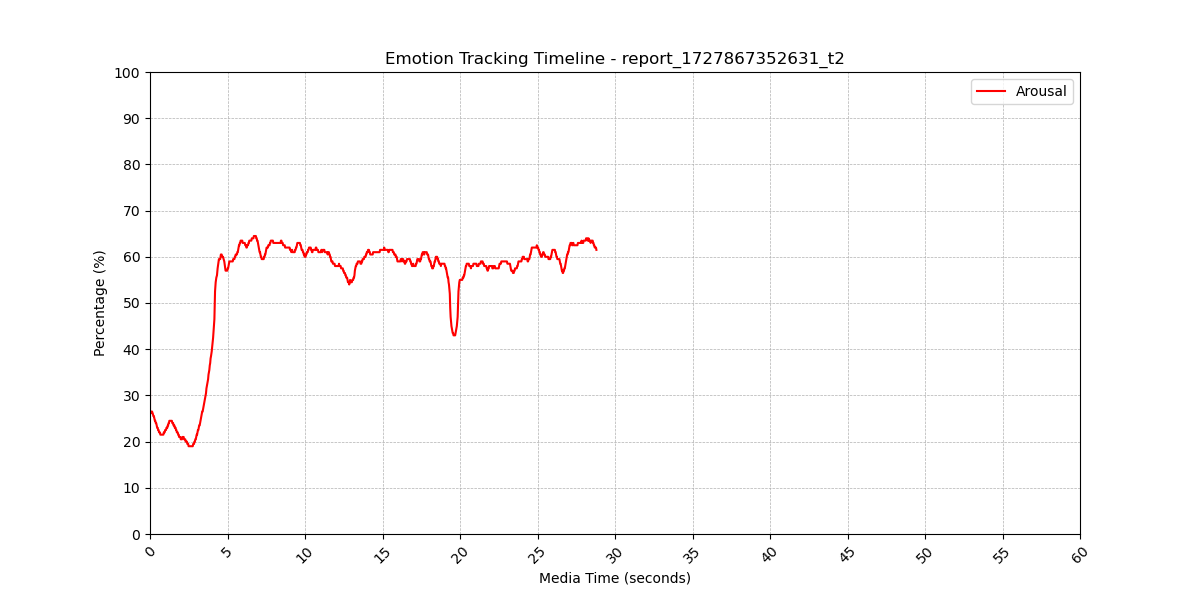 Emotion Tracking Timeline - report_1727867352631_t2
Arousal
Percentage (%)
100
90
80
70
60
50
40
30
20
10
0
0 5 10 15 20 25 30 35 40 45 50 55 60
Media Time (seconds)